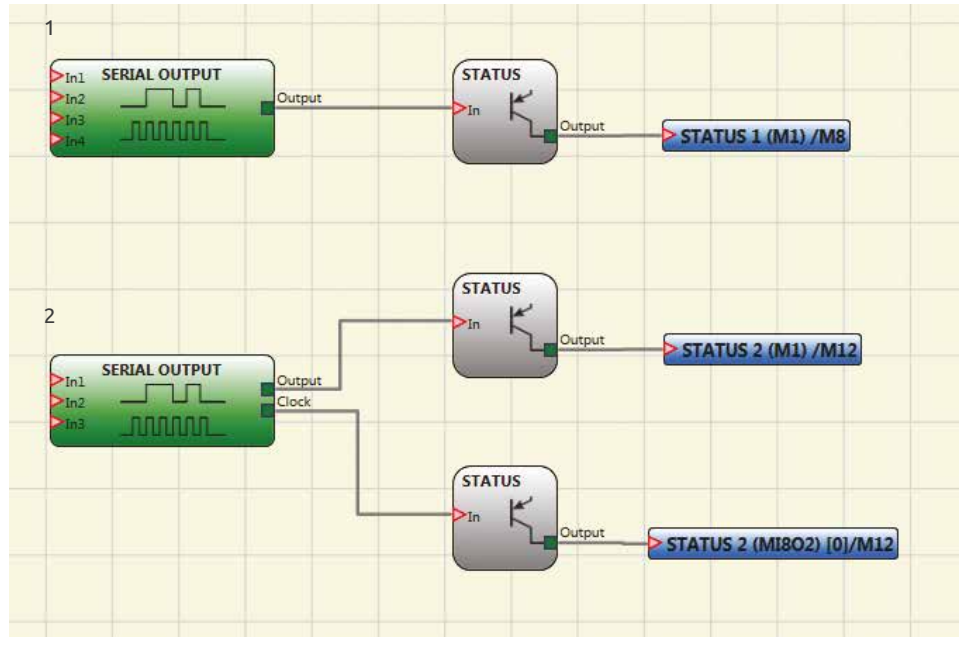 1
SERIAL OUTPUT
In1
In2
In3
In4
Output
STATUS
In
Output
STATUS 1 (M1) /M8
2
SERIAL OUTPUT
In1
In2
In3
Output
Clock
STATUS
In
Output
STATUS 2 (M1) /M12
STATUS
In
Output
STATUS 2 (MI8O2) [0]/M12